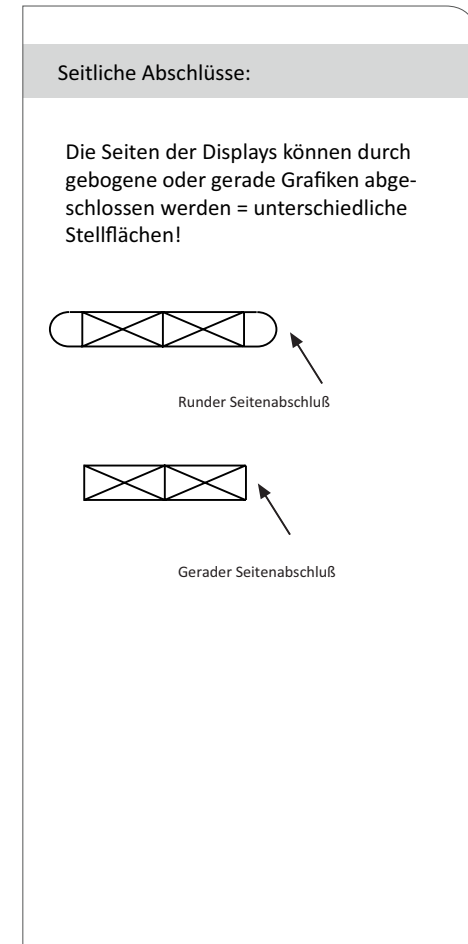 Seitliche Abschlüsse:
Die Seiten der Displays können durch
gebogene oder gerade Grafiken abge-
schlossen werden = unterschiedliche
Stellflächen!
Runder Seitenabschluß
Gerader Seitenabschluß